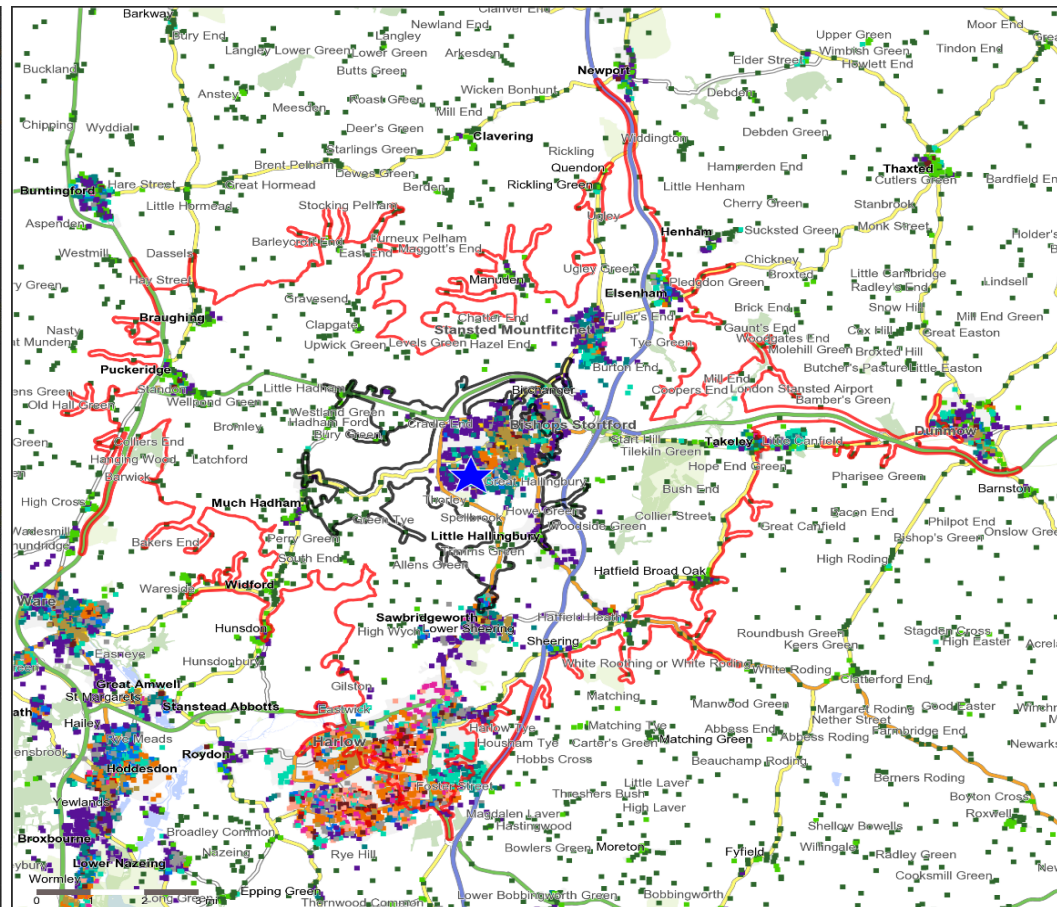 Barkway
Bury End
Newland End
Langley
Langley Lower Green
Lower Green
Arkesden
Butts Green
Buckland
Anstey
Meesden
Roast Green
Newport
Wicken Bonhunt
Upper Green
Wimbish Green
Elder Street
Howlett End
Moor End
Tindon End
Debden
Chipping
Wyddial
Mill End
Deer's Green
Clavering
Starlings Green
Widdington
Debden Green
Brent Pelham
Dewes Green
Rickling
Quendon
Hamperden End
Thaxted
Cutlers Green
Buntingford
Hare Street
Great Hormead
Berden
Rickling Green
Little Henham
Little Hormead
Stocking Pelham
Cherry Green
Stanbrook
Aspenden
Ugley
Henham
Sucksted Green
Monk Street
Westmill
Dassels
Barleycroft End
Furneux Pelham
East End
Maggott's End
Chickney
Hay Street
Ugley Green
Broxted
Manuden
Pledgdon Green
Little Cambridge
Radley's End
Lindsell
Elsenham
Gravesend
Brick End
Snow Hill
Braughing
Clapgate
Chatter End
Fuller's End
Mill End Green
Nasty
Stansted Mountfitchet
Gaunt's End
Woodgates End
Cox Hill
Great Easton
Upwick Green
Levels Green
Hazel End
Tye Green
Molehill Green
Broxted Hill
Puckeridge
Burton End
Butcher's Pasture
Little Easton
Standon
Mill End
Old Hall Green
Wellpond Green
Little Hadham
Birchanger
Coopers End
London Stansted Airport
Bamber's Green
Westland Green
Hadham Ford
Cradle End
Bishops Stortford
Dunmow
Bromley
Bury Green
Start Hill
Takeley
Little Canfield
Colliers End
Tilekiln Green
Hanging Wood
Latchford
Hope End Green
Barwick
Great Hallingbury
Pharisee Green
Barnston
High Cross
Much Hadham
Thorley
Bush End
Howe Green
Collier Street
Bacon End
Wadesmill
Green Tye
Spellbrook
Woodside Green
Great Canfield
Philpot End
Bakers End
Perry Green
Little Hallingbury
Bishop's Green
South End
High Roding
Allens Green
Hatfield Broad Oak
Wareside
Widford
Ware
Sawbridgeworth
Hatfield Heath
High Wych
Lower Sheering
Roundbush Green
Hunsdon
Keers Green
High Easter
Sheering
Easneye
Hunsdonbury
White Roothing or White Roding
White Roding
Clatterford End
Great Amwell
Gilston
St Margarets
Stanstead Abbotts
Eastwick
Matching
Manwood Green
Margaret Roding
Good Easter
Nether Street
Rye Meads
Harlow
Harlow Tye
Matching Tye
Abbess End
Abbess Roding
Farmbridge End
Roydon
Housham Tye
Carter's Green
Matching Green
Hoddesdon
Hobbs Cross
Beauchamp Roding
Berners Roding
Foster Street
Little Laver
Yewlands
Threshers Bush
Boyton Cross
Magdalen Laver
High Laver
Roxwell
Broxbourne
Broadley Common
Hastingwood
Shellow Bowells
Nazeing
Rye Hill
Bowlers Green
Moreton
Fyfield
Willingale
Radley Green
Lower Nazeing
Wormley
Cooksmill Green
Long Green
Epping Green
Thornwood Common
Lower Bobbingworth Green
Bobbingworth
0 1 2 3 mi